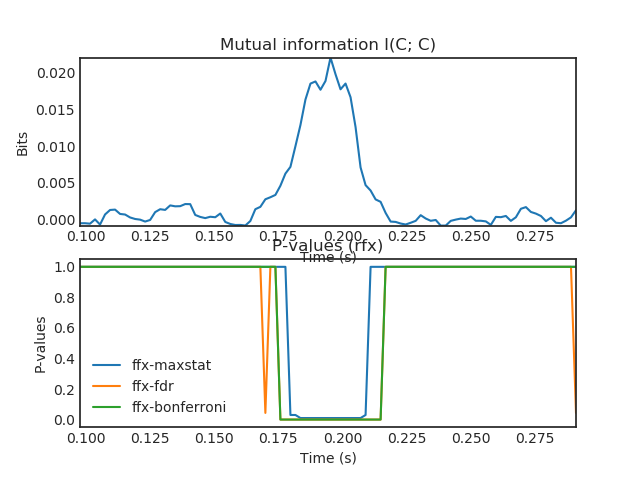 Mutual information I(C; C)
Bits
0.020
0.015
0.010
0.005
0.000
0.100 0.125 0.150 0.175 0.200 0.225 0.250 0.275
Time (s)
P-values (rfx)
P-values
1.0
0.8
0.6
0.4
0.2
0.0
ffx-maxstat
ffx-fdr
ffx-bonferroni
0.100 0.125 0.150 0.175 0.200 0.225 0.250 0.275
Time (s)